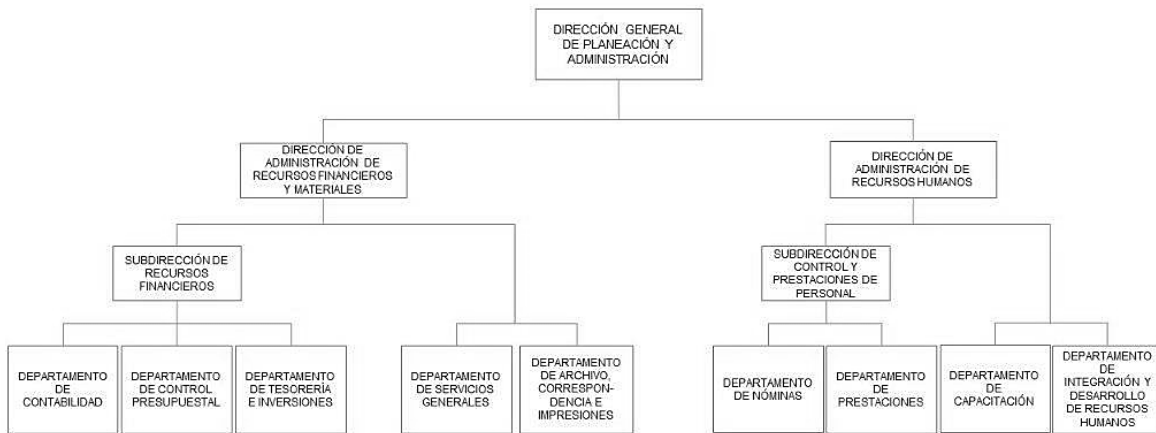 DIRECCIÓN GENERAL
DE PLANEACIÓN Y
ADMINISTRACIÓN
DIRECCIÓN DE
ADMINISTRACIÓN DE
RECURSOS FINANCIEROS
Y MATERIALES
DIRECCIÓN DE
ADMINISTRACIÓN DE
RECURSOS HUMANOS
SUBDIRECCIÓN DE
RECURSOS
FINANCIEROS
SUBDIRECCIÓN DE
CONTROL Y
PRESTACIONES DE
PERSONAL
DEPARTAMENTO
DE
CONTABILIDAD
DEPARTAMENTO
DE CONTROL
PRESUPUESTAL
DEPARTAMENTO
DE TESORERÍA
E INVERSIONES
DEPARTAMENTO
DE SERVICIOS
GENERALES
DEPARTAMENTO
DE ARCHIVO,
CORRESPON-
DENCIA E
IMPRESIONES
DEPARTAMENTO
DE NÓMINAS
DEPARTAMENTO
DE
PRESTACIONES
DEPARTAMENTO
DE
CAPACITACIÓN
DEPARTAMENTO
DE
INTEGRACIÓN Y
DESARROLLO
DE RECURSOS
HUMANOS